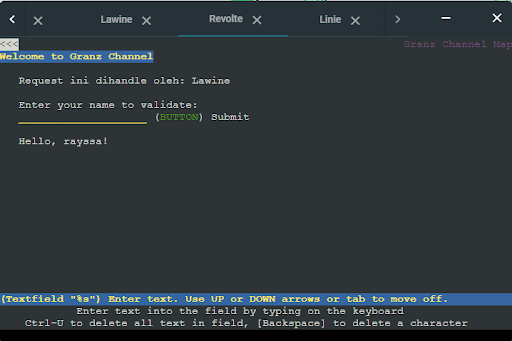 Lawine
Revolte
Linie
<<<
Granz Channel Map
Welcome to Granz Channel
Request ini dihandle oleh: Lawine
Enter your name to validate:
(BUTTON) Submit
Hello, rayssa!
(Textfield "%s") Enter text. Use UP or DOWN arrows or tab to move off.
Enter text into the field by typing on the keyboard
Ctrl-U to delete all text in field, [Backspace] to delete a character